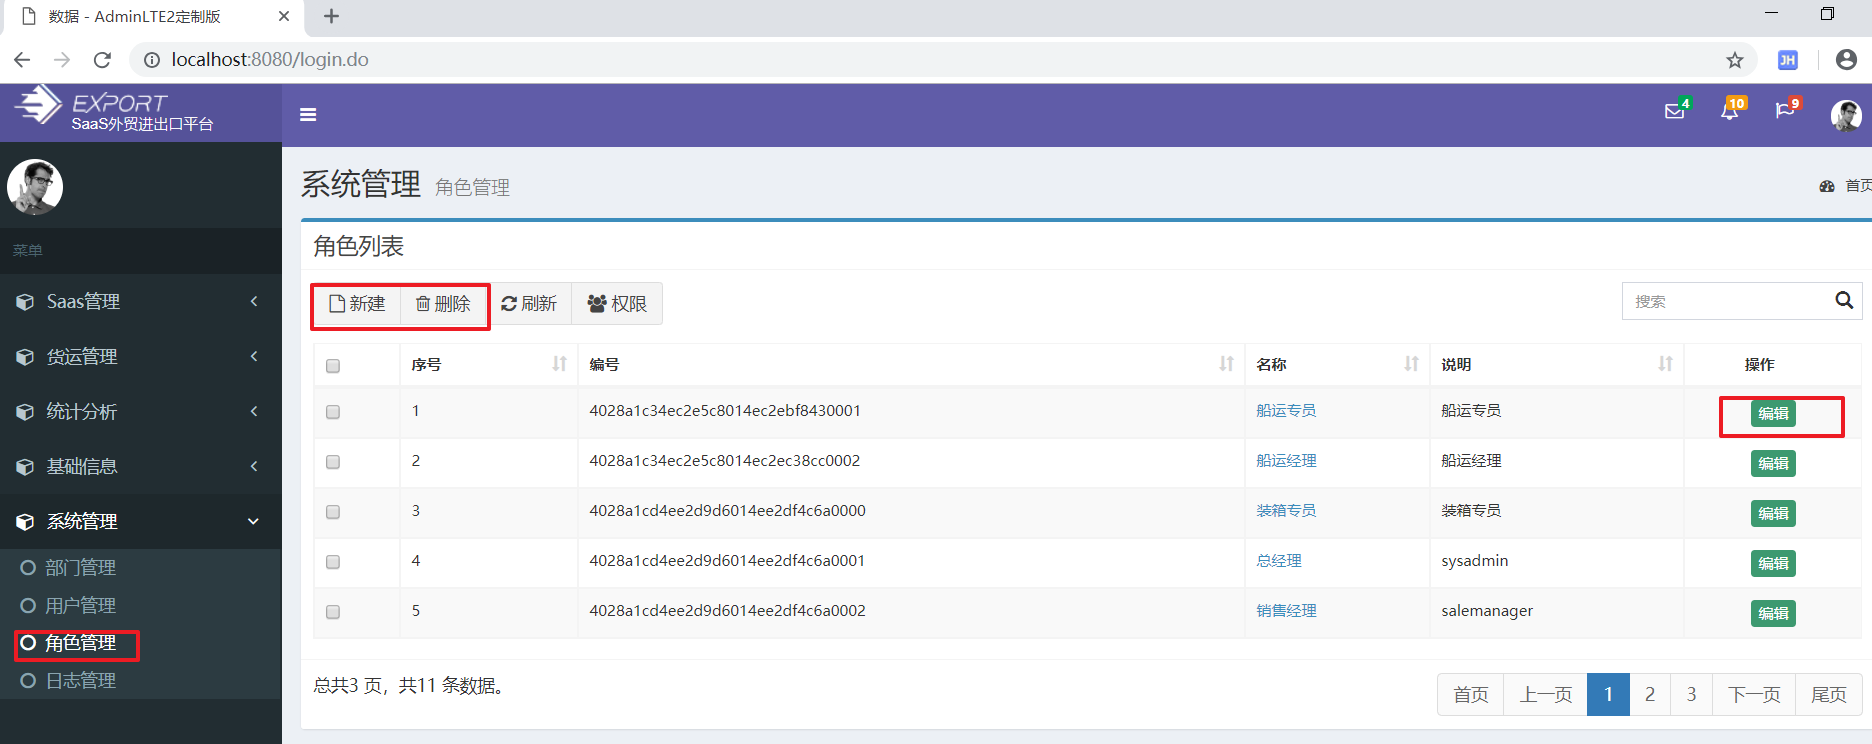 数据 - AdminLTE2定制版
localhost:8080/login.do
JH
EXPORT
SaaS外贸进出口平台
4
10
9
系统管理 角色管理
首页
菜单
Saas管理
货运管理
统计分析
基础信息
系统管理
部门管理
用户管理
角色管理
日志管理
角色列表
新建 删除 刷新 权限
搜索
序号 编号 名称 说明 操作
1 4028a1c34ec2e5c8014ec2ebf8430001 船运专员 船运专员 编辑
2 4028a1c34ec2e5c8014ec2ec38cc0002 船运经理 船运经理 编辑
3 4028a1cd4ee2d9d6014ee2df4c6a0000 装箱专员 装箱专员 编辑
4 4028a1cd4ee2d9d6014ee2df4c6a0001 总经理 sysadmin 编辑
5 4028a1cd4ee2d9d6014ee2df4c6a0002 销售经理 salemanager 编辑
总共3 页，共11 条数据。
首页 上一页 1 2 3 下一页 尾页